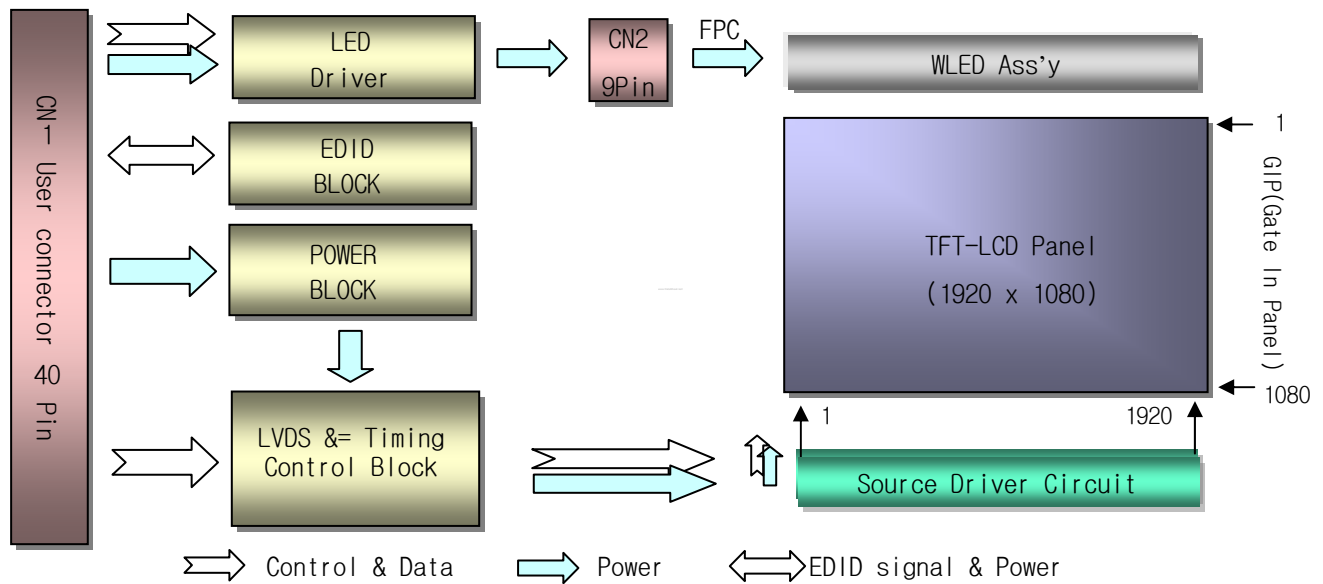 CN1 User connector 40 Pin
LED
Driver
CN2
9Pin
FPC
WLED Ass'y
EDID
BLOCK
POWER
BLOCK
LVDS &= Timing
Control Block
TFT-LCD Panel
(1920 x 1080)
1
GIP(Gate In Panel)
1080
1
1920
Source Driver Circuit
Control & Data
Power
EDID signal & Power